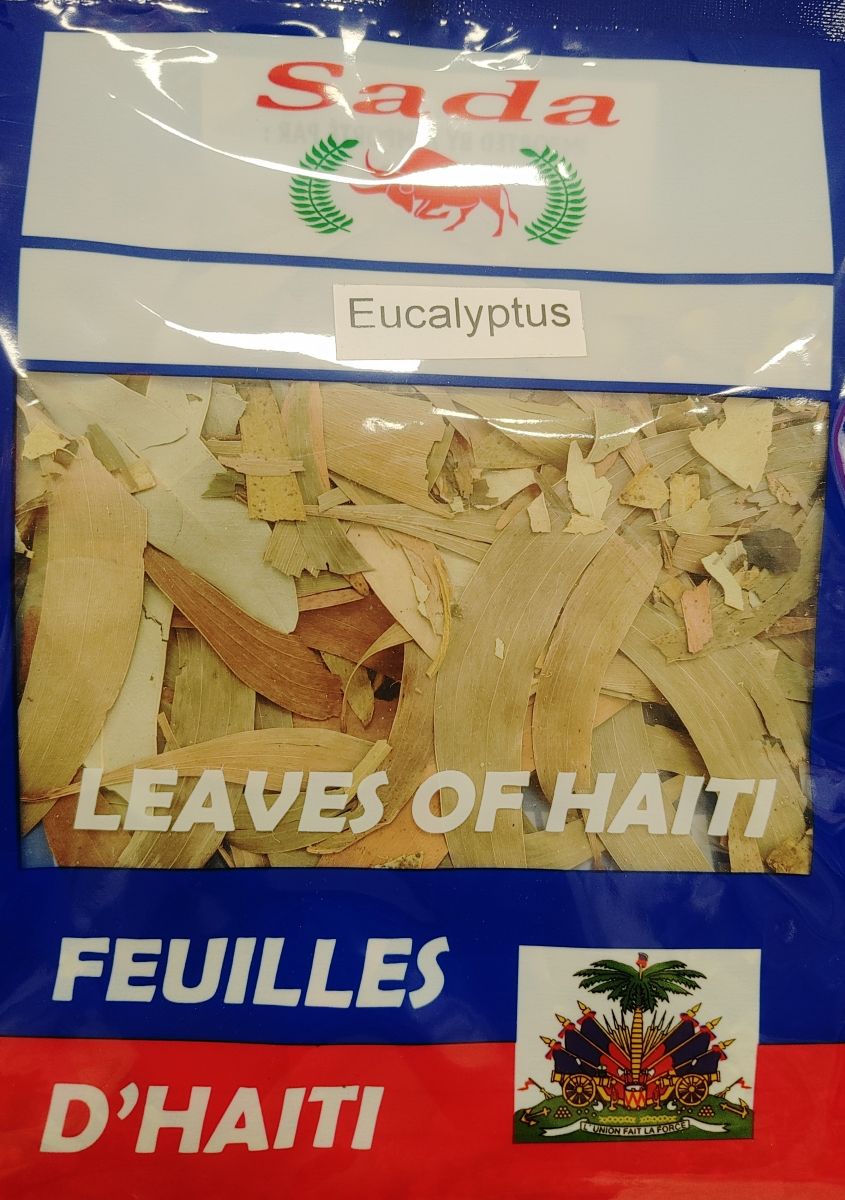 Sada
Eucalyptus
LEAVES OF HAITI
FEUILLES
D'HAITI
L'UNION FAIT LA FORCE